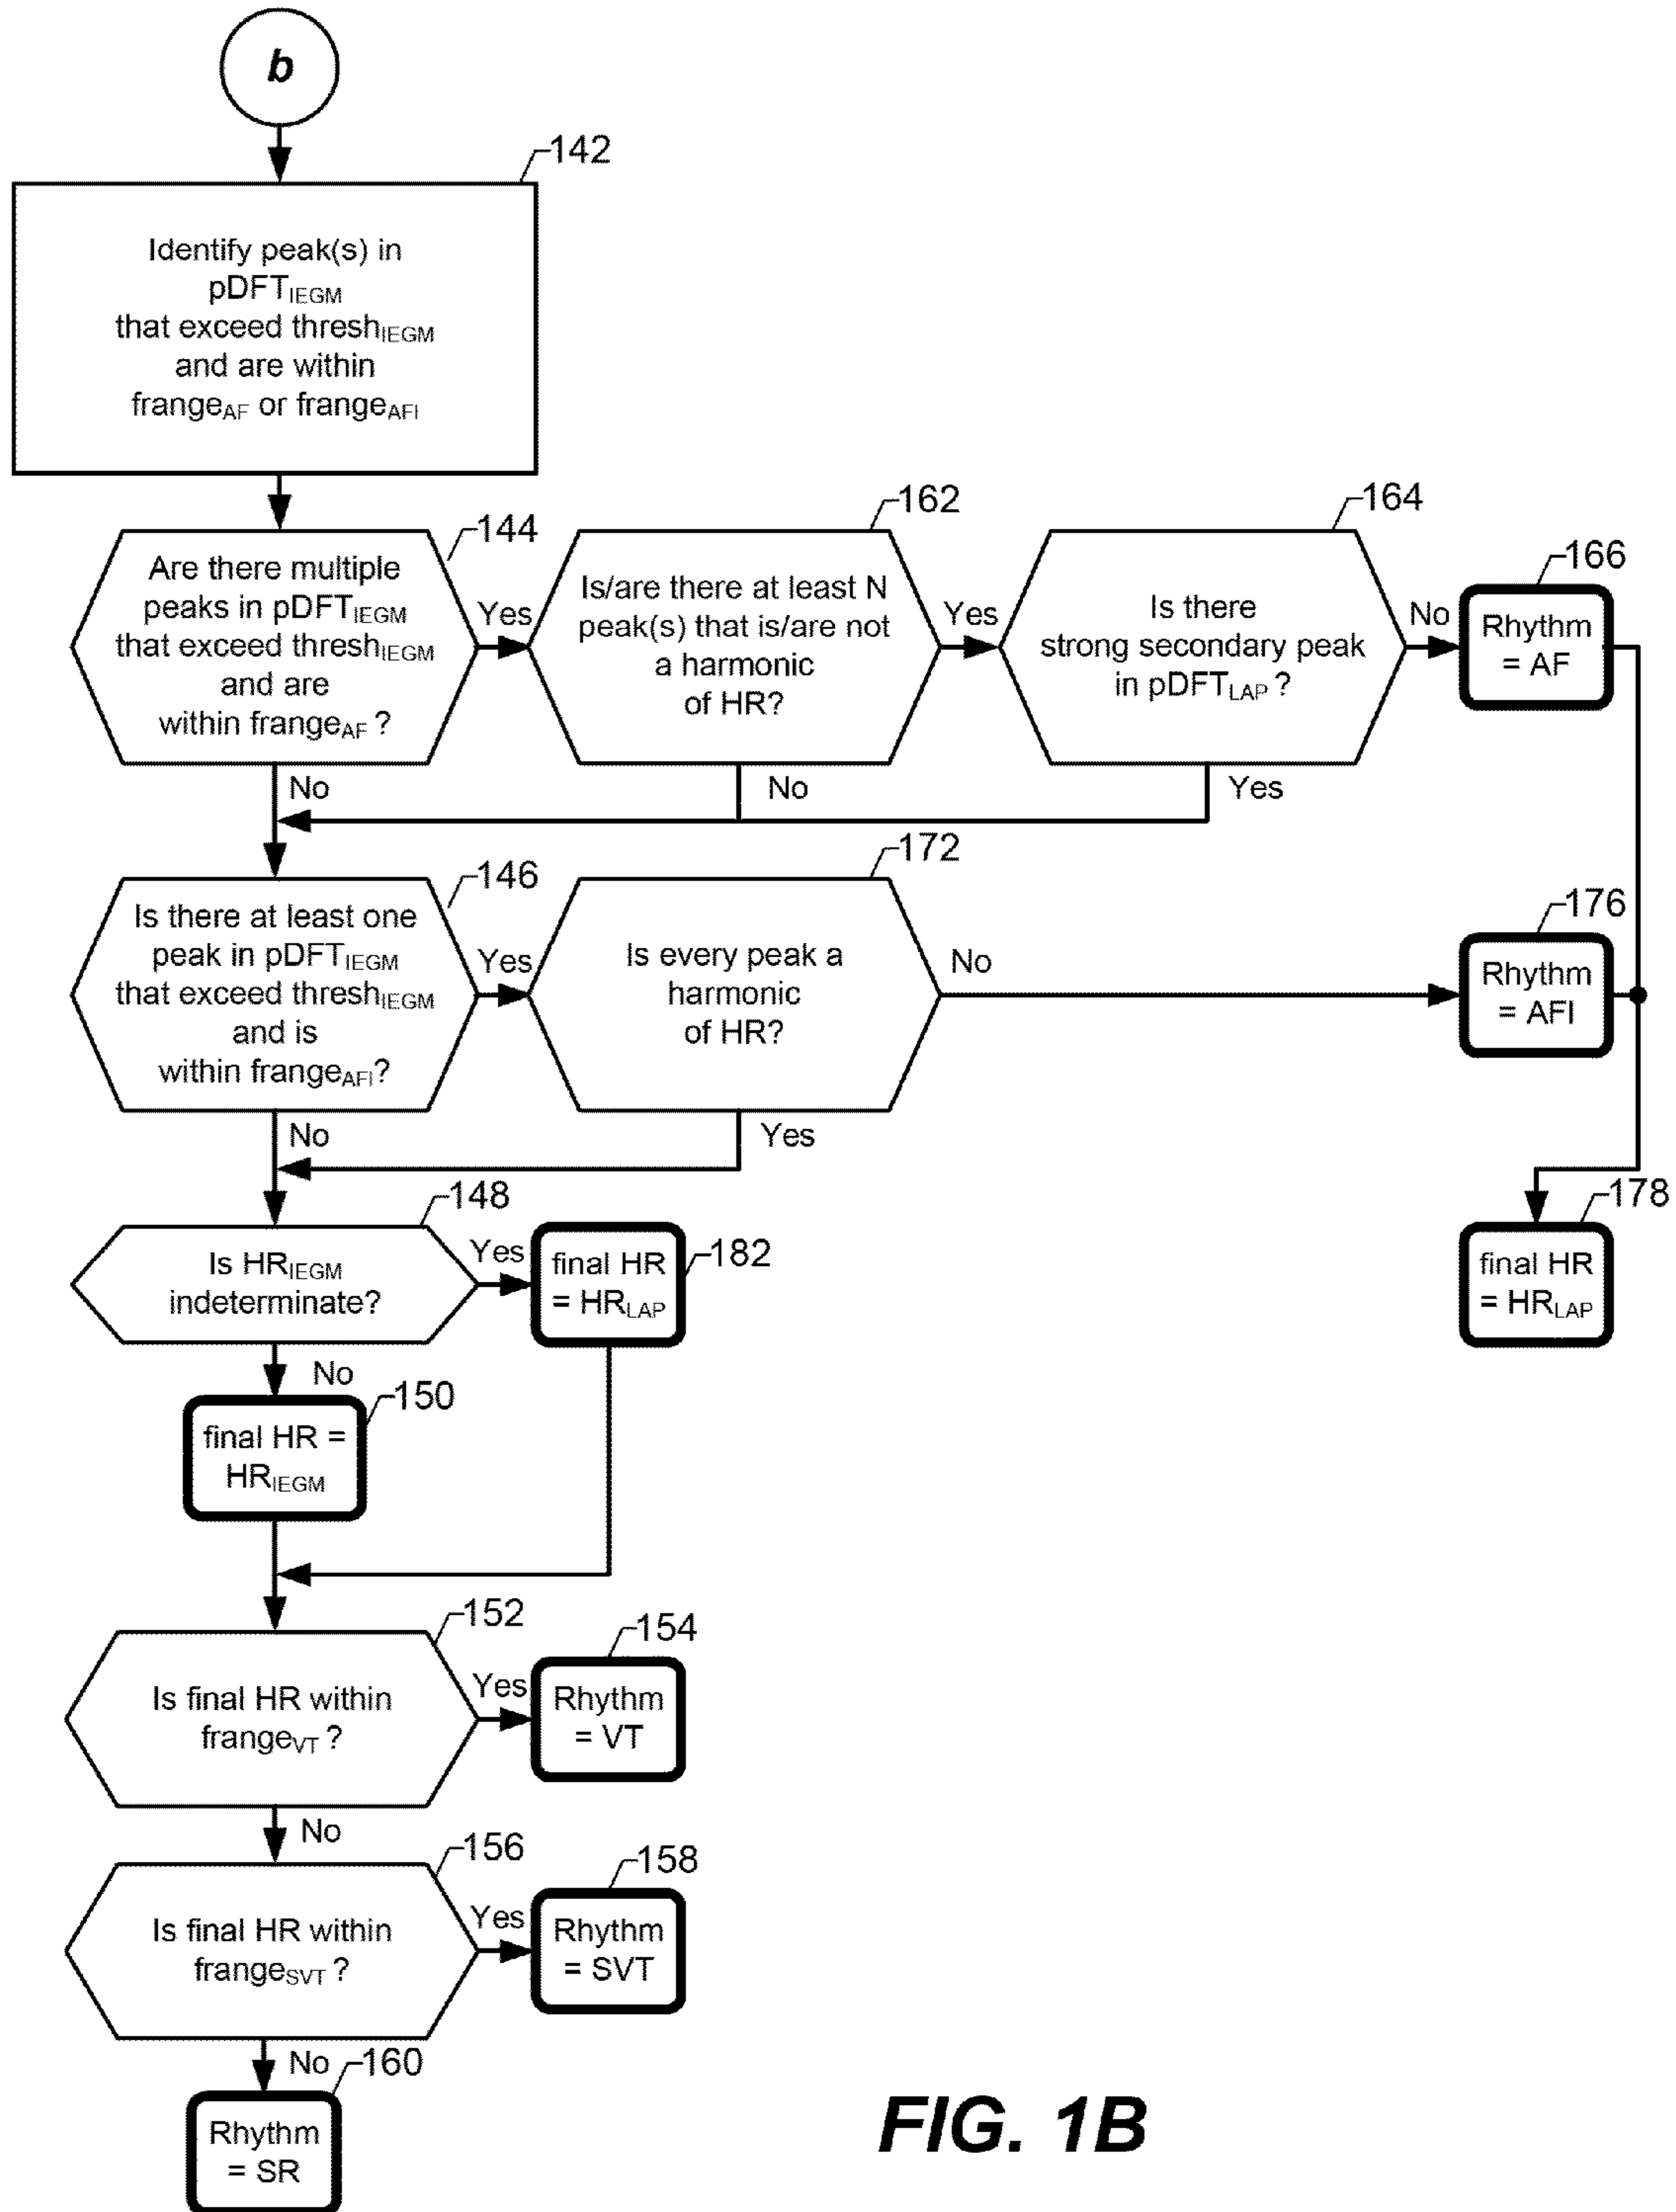 b
142
Identify peak(s) in
pDFTIEGM
that exceed threshIEGM
and are within
frangeAF or frangeAFl
144
Are there multiple
peaks in pDFTIEGM
that exceed threshIEGM
and are
within frangeAF ?
Yes
No
162
Is/are there at least N
peak(s) that is/are not
a harmonic
of HR?
Yes
No
164
Is there
strong secondary peak
in pDFTLAP ?
No
Yes
166
Rhythm
= AF
146
Is there at least one
peak in pDFTIEGM
that exceed threshIEGM
and is
within frangeAFl?
Yes
No
172
Is every peak a
harmonic
of HR?
No
Yes
176
Rhythm
= AFl
148
Is HRIEGM
indeterminate?
Yes
No
182
final HR
= HRLAP
178
final HR
= HRLAP
150
final HR =
HRIEGM
152
Is final HR within
frangeVT ?
Yes
No
154
Rhythm
= VT
156
Is final HR within
frangeSVT ?
Yes
No
158
Rhythm
= SVT
160
Rhythm
= SR
FIG. 1B